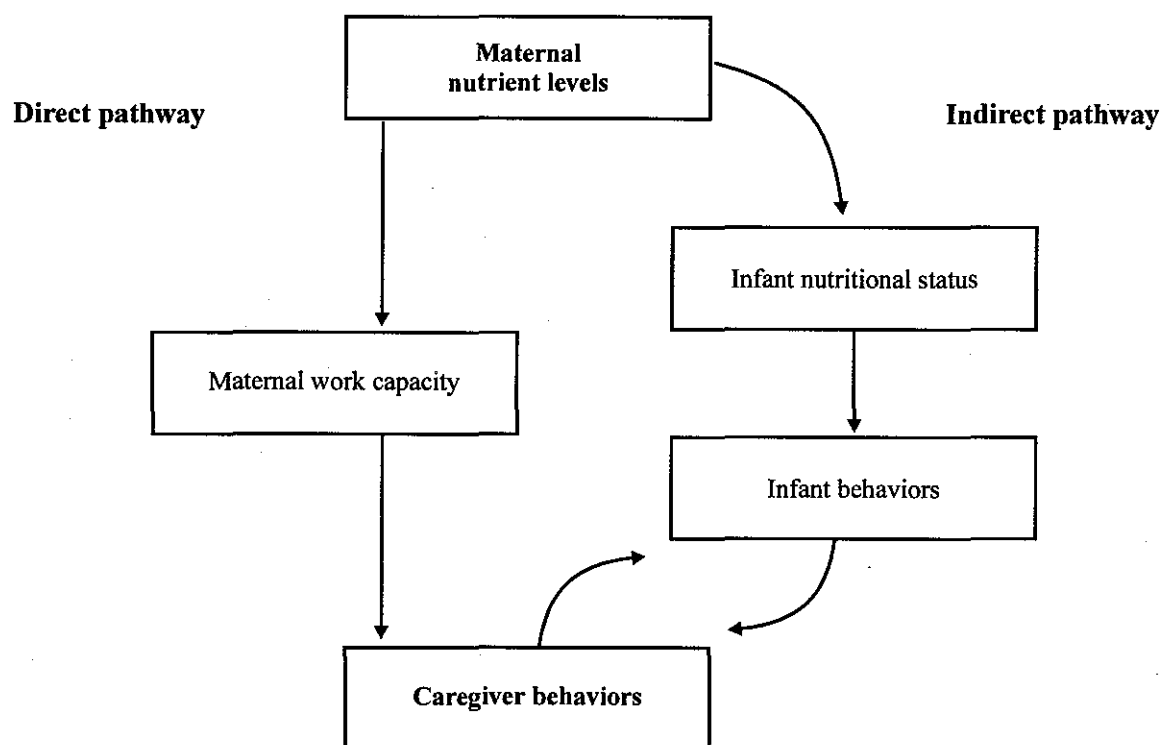 Maternal
nutrient levels
Direct pathway
Indirect pathway
Infant nutritional status
Maternal work capacity
Infant behaviors
Caregiver behaviors